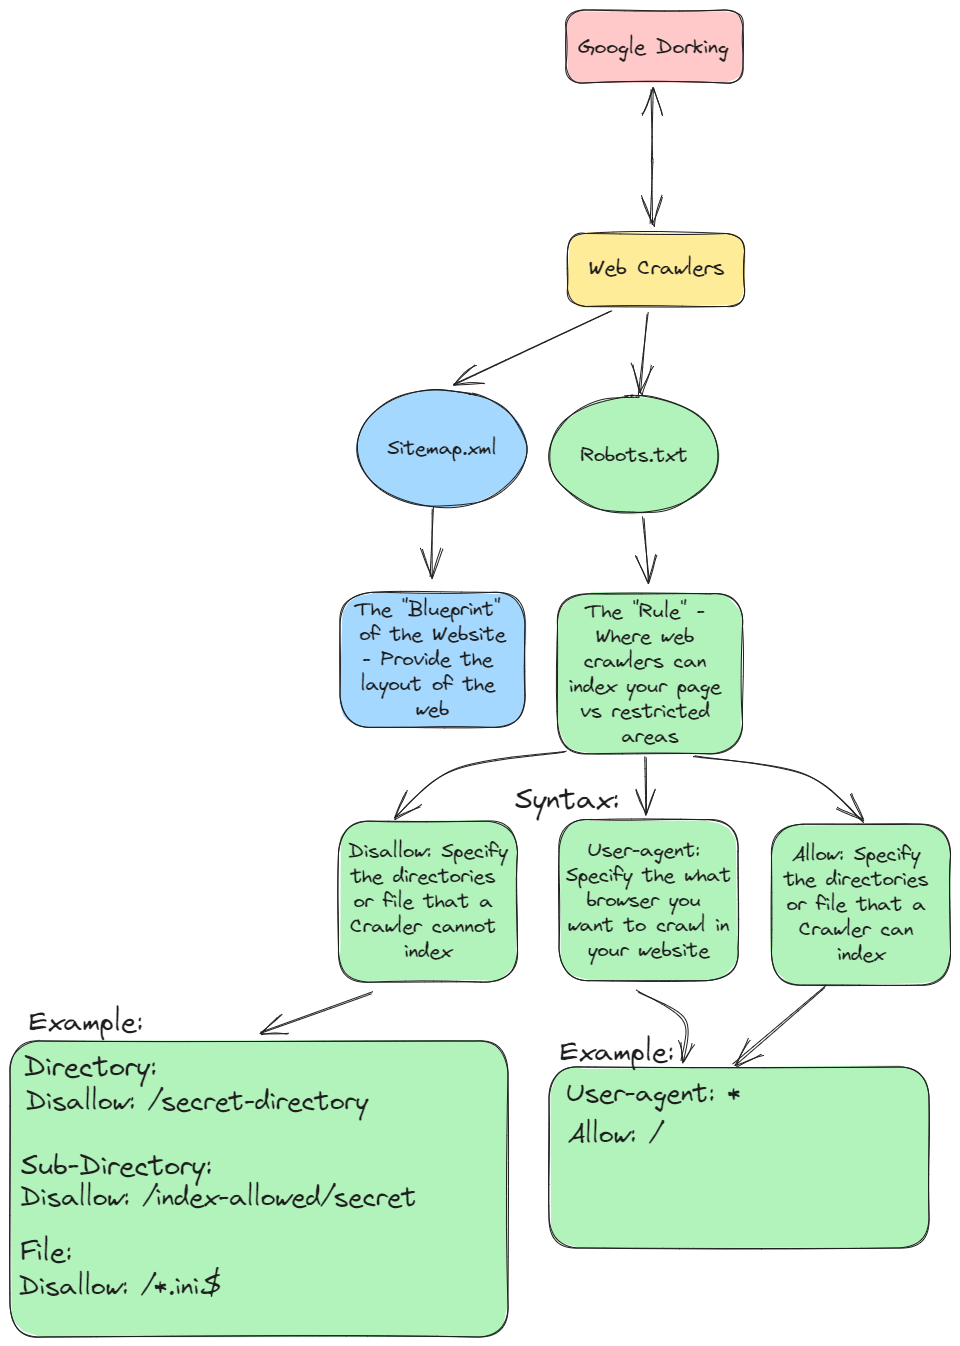 Google Dorking
Web Crawlers
Sitemap.xml
Robots.txt
The "Blueprint"
of the Website
- Provide the
layout of the
web
The "Rule" -
Where web
crawlers can
index your page
vs restricted
areas
Syntax:
Disallow: Specify
the directories
or file that a
Crawler cannot
index
User-agent:
Specify the what
browser you
want to crawl in
your website
Allow: Specify
the directories
or file that a
Crawler can
index
Example:
Directory:
Disallow: /secret-directory
Sub-Directory:
Disallow: /index-allowed/secret
File:
Disallow: /*.ini$
Example:
User-agent: *
Allow: /